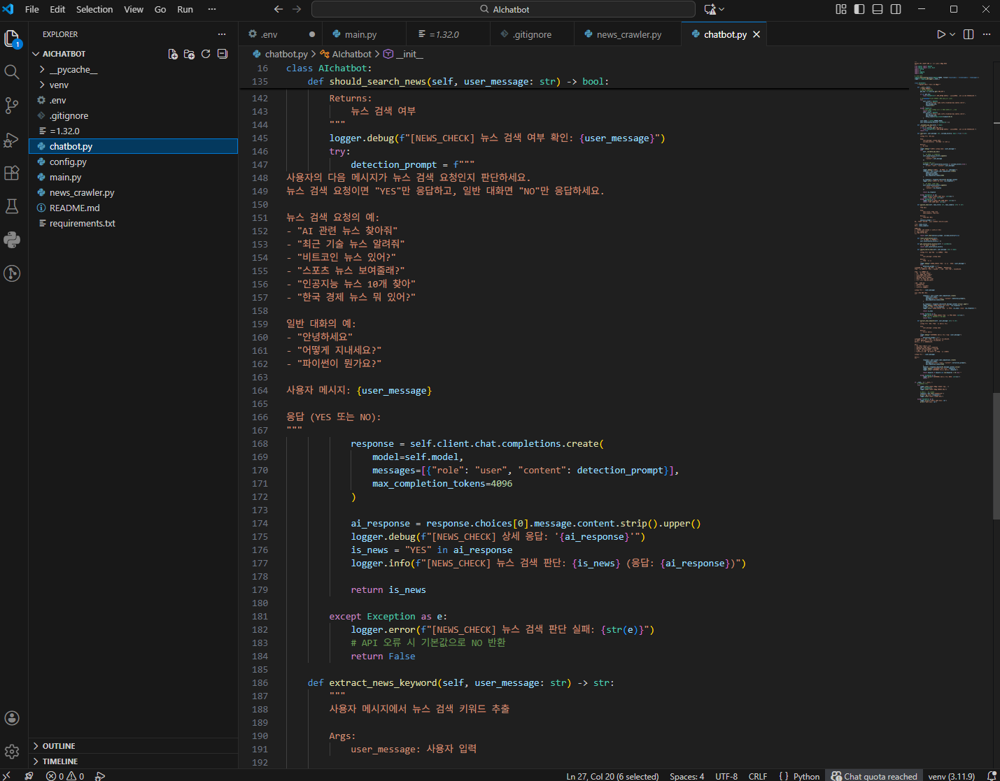 File Edit Selection View Go Run ··· AIchatbot
EXPLORER
AICHATBOT
__pycache__
venv
.env
.gitignore
=1.32.0
chatbot.py
config.py
main.py
news_crawler.py
README.md
requirements.txt
OUTLINE
TIMELINE
1
.env main.py =1.32.0 .gitignore news_crawler.py chatbot.py
chatbot.py > AIchatbot > __init__
16 class AIchatbot:
135 def should_search_news(self, user_message: str) -> bool:
142 Returns:
143 뉴스 검색 여부
144 """
145 logger.debug(f"[NEWS_CHECK] 뉴스 검색 여부 확인: {user_message}")
146 try:
147 detection_prompt = f"""
148 사용자의 다음 메시지가 뉴스 검색 요청인지 판단하세요.
149 뉴스 검색 요청이면 "YES"만 응답하고, 일반 대화면 "NO"만 응답하세요.
150
151 뉴스 검색 요청의 예:
152 - "AI 관련 뉴스 찾아줘"
153 - "최근 기술 뉴스 알려줘"
154 - "비트코인 뉴스 있어?"
155 - "스포츠 뉴스 보여줄래?"
156 - "인공지능 뉴스 10개 찾아"
157 - "한국 경제 뉴스 뭐 있어?"
158
159 일반 대화의 예:
160 - "안녕하세요"
161 - "어떻게 지내세요?"
162 - "파이썬이 뭔가요?"
163
164 사용자 메시지: {user_message}
165
166 응답 (YES 또는 NO):
167 """
168 response = self.client.chat.completions.create(
169 model=self.model,
170 messages=[{"role": "user", "content": detection_prompt}],
171 max_completion_tokens=4096
172 )
173
174 ai_response = response.choices[0].message.content.strip().upper()
175 logger.debug(f"[NEWS_CHECK] 상세 응답: '{ai_response}'")
176 is_news = "YES" in ai_response
177 logger.info(f"[NEWS_CHECK] 뉴스 검색 판단: {is_news} (응답: {ai_response})")
178
179 return is_news
180
181 except Exception as e:
182 logger.error(f"[NEWS_CHECK] 뉴스 검색 판단 실패: {str(e)}")
183 # API 오류 시 기본값으로 NO 반환
184 return False
185
186 def extract_news_keyword(self, user_message: str) -> str:
187 """
188 사용자 메시지에서 뉴스 검색 키워드 추출
189
190 Args:
191 user_message: 사용자 입력
192
0 0 Ln 27, Col 20 (6 selected) Spaces: 4 UTF-8 CRLF { } Python Chat quota reached venv (3.11.9)